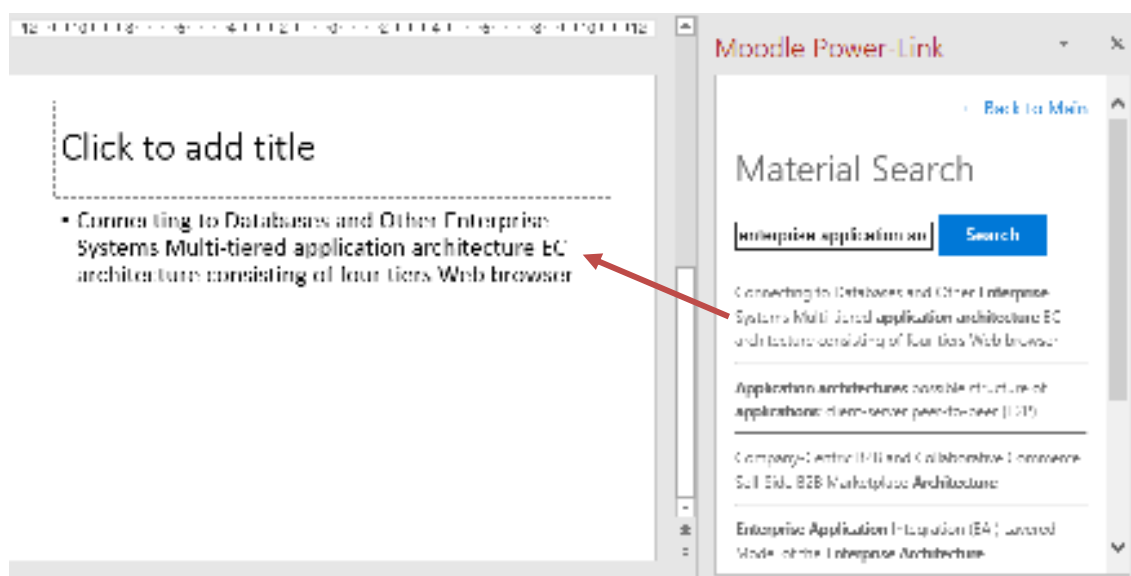 Click to add title
• Connecting to Databases and Other Enterprise
Systems Multi-tiered application architecture EC
architecture consisting of four tiers Web browser
Moodle Power-Link
Back to Main
Material Search
enterprise application
Search
Connecting to Databases and Other Enterprise
Systems Multi-tiered application architecture EC
architecture consisting of four tiers Web browser
Application architectures possible structure of
applications: client-server peer-to-peer (P2P)
Company-Centric B2B and Collaborative Commerce
Sell-Side B2B Marketplace Architecture
Enterprise Application Integration (EAI) Layered
Model of the Enterprise Architecture